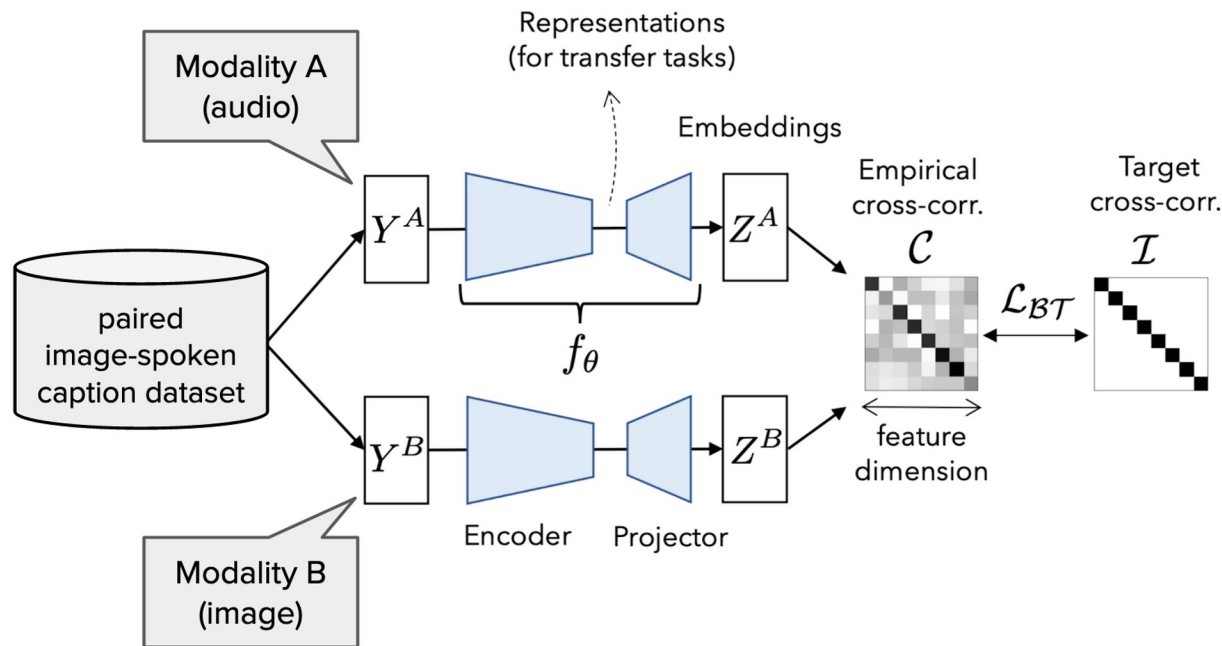 Modality A
(audio)
Representations
(for transfer tasks)
Embeddings
Empirical
cross-corr.
Target
cross-corr.
Y^A
Z^A
𝒞
ℐ
ℒ_ℬ𝒯
paired
image-spoken
caption dataset
f_θ
Y^B
Z^B
feature
dimension
Encoder
Projector
Modality B
(image)